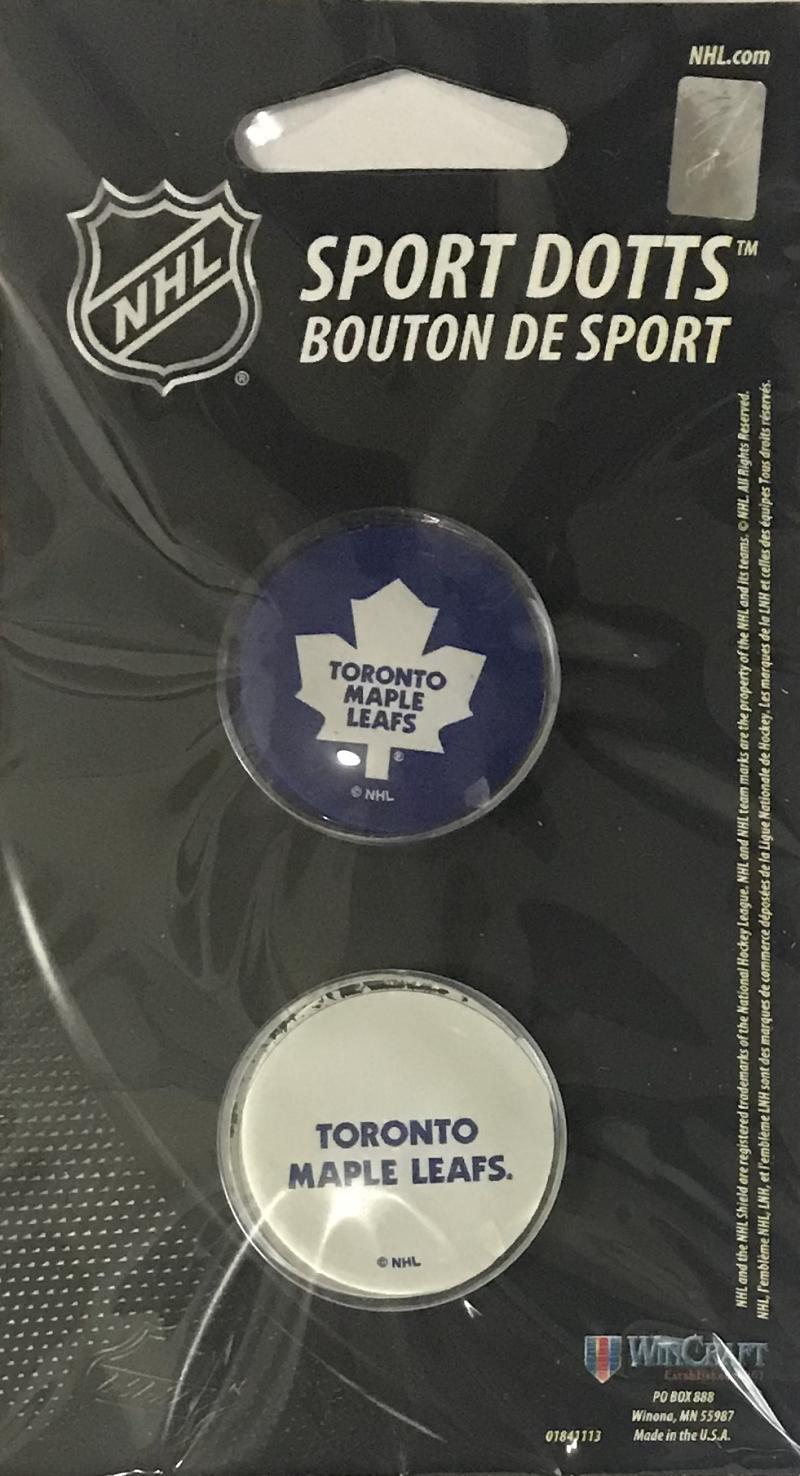 NHL.com
NHL
®
SPORT DOTTS™
BOUTON DE SPORT
NHL and the NHL Shield are registered trademarks of the National Hockey League. NHL and NHL team marks are the property of the NHL and its teams. © NHL. All Rights Reserved.
NHL, l'emblème NHL, LNH, et l'emblème LNH sont des marques de commerce déposées de la Ligue Nationale de Hockey. Les marques de la LNH et celles des équipes Tous droits réservés.
TORONTO
MAPLE
LEAFS
®
© NHL
TORONTO
MAPLE LEAFS.
© NHL
WINCRAFT
PO BOX 888
Winona, MN 55987
01841113 Made in the U.S.A.